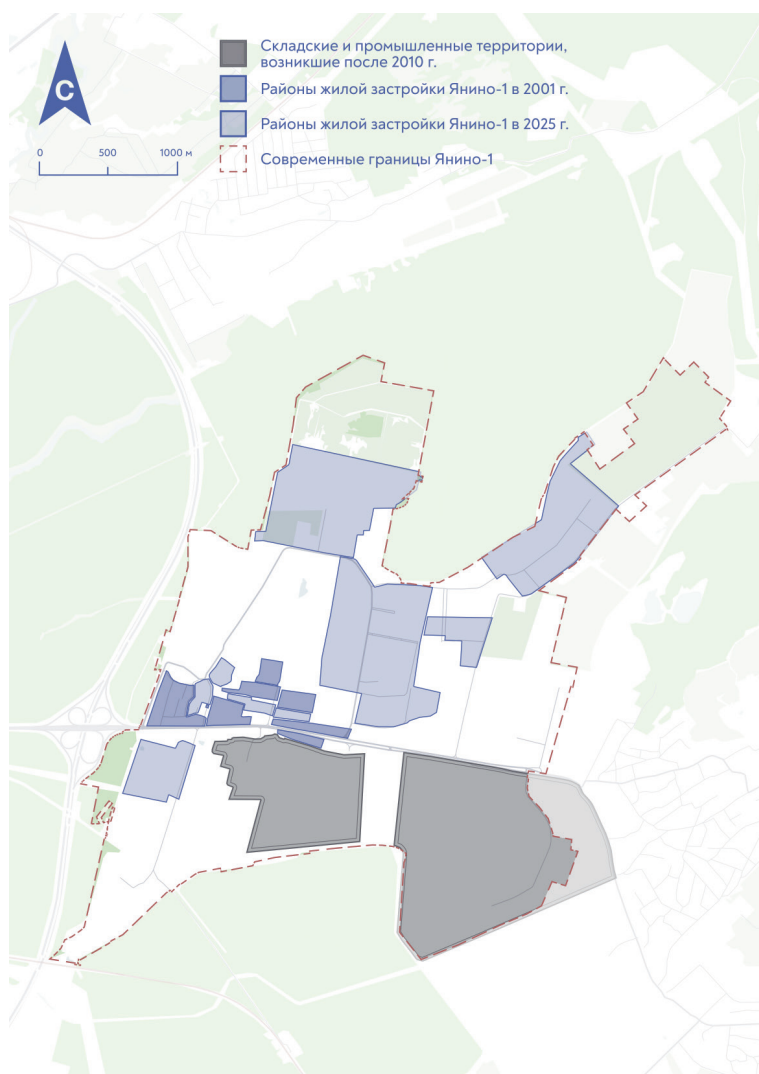 Складские и промышленные территории,
возникшие после 2010 г.
Районы жилой застройки Янино-1 в 2001 г.
С
Районы жилой застройки Янино-1 в 2025 г.
0 500 1000 м
Современные границы Янино-1